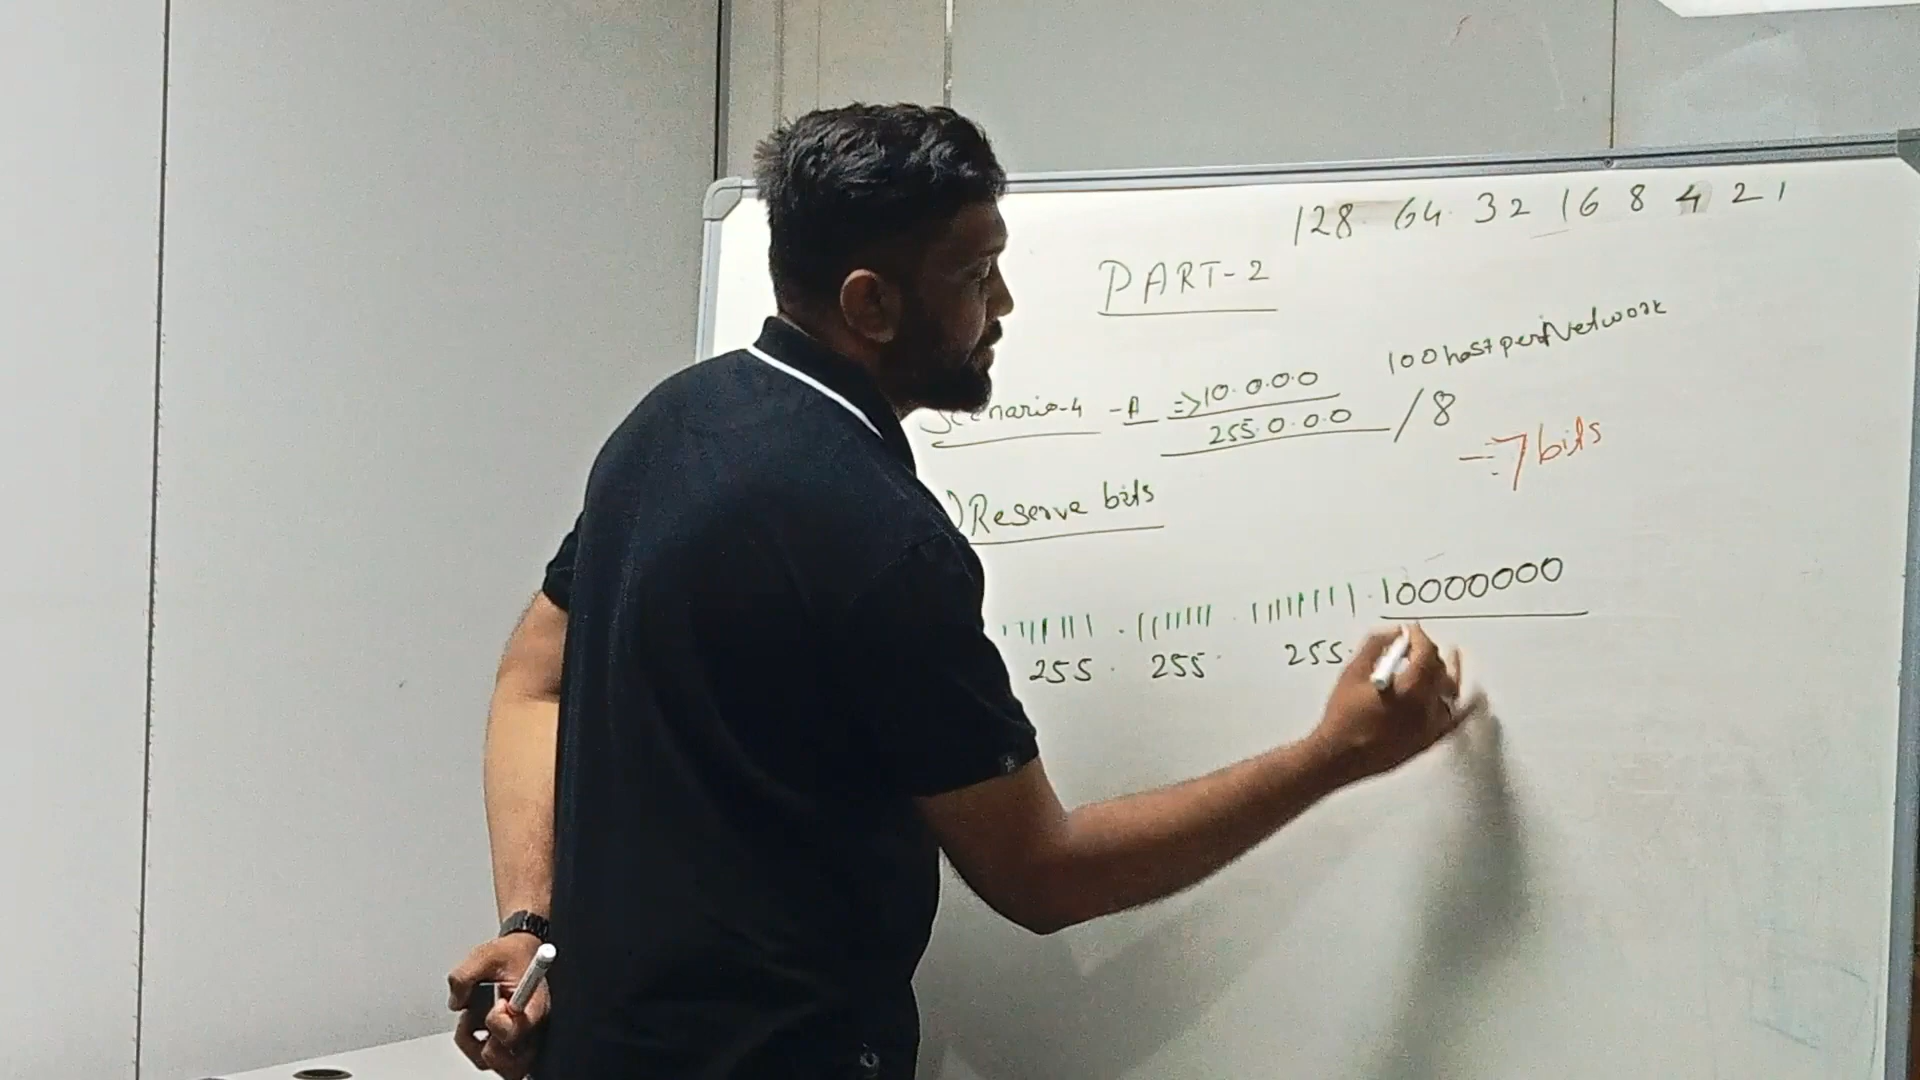 128 64 32 16 8 4 2 1
PART-2
100 host per Network
Scenario-4 -A => 10.0.0.0
255.0.0.0 /8
=> 7 bits
) Reserve bits
11111111 . 11111111 . 11111111 . 10000000
255 . 255 . 255.